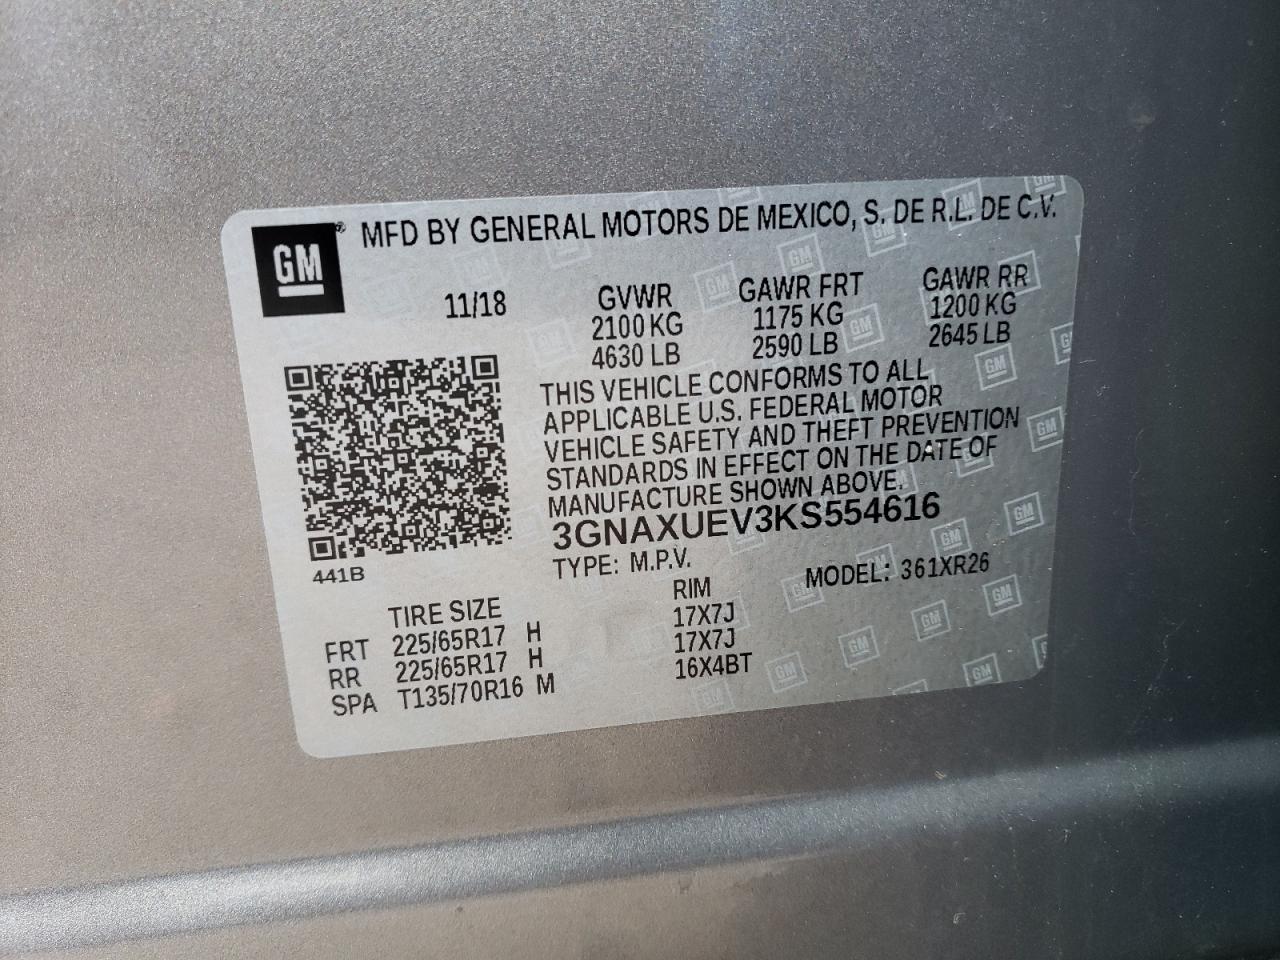 GM® MFD BY GENERAL MOTORS DE MEXICO, S. DE R.L. DE C.V.
11/18 GVWR GAWR FRT GAWR RR
2100 KG 1175 KG 1200 KG
4630 LB 2590 LB 2645 LB
THIS VEHICLE CONFORMS TO ALL
APPLICABLE U.S. FEDERAL MOTOR
VEHICLE SAFETY AND THEFT PREVENTION
STANDARDS IN EFFECT ON THE DATE OF
MANUFACTURE SHOWN ABOVE.
3GNAXUEV3KS554616
441B
TYPE: M.P.V. MODEL: 361XR26
TIRE SIZE RIM
FRT 225/65R17 H 17X7J
RR 225/65R17 H 17X7J
SPA T135/70R16 M 16X4BT